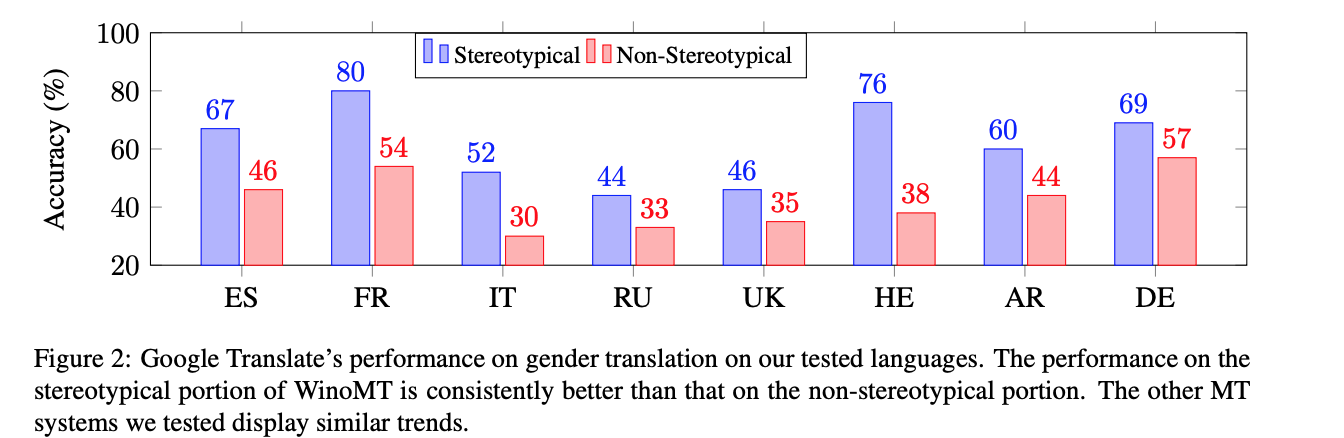 100
80
60
40
20
Accuracy (%)
Stereotypical Non-Stereotypical
67 80 52 44 46 76 60 69
46 54 30 33 35 38 44 57
ES FR IT RU UK HE AR DE
Figure 2: Google Translate's performance on gender translation on our tested languages. The performance on the
stereotypical portion of WinoMT is consistently better than that on the non-stereotypical portion. The other MT
systems we tested display similar trends.